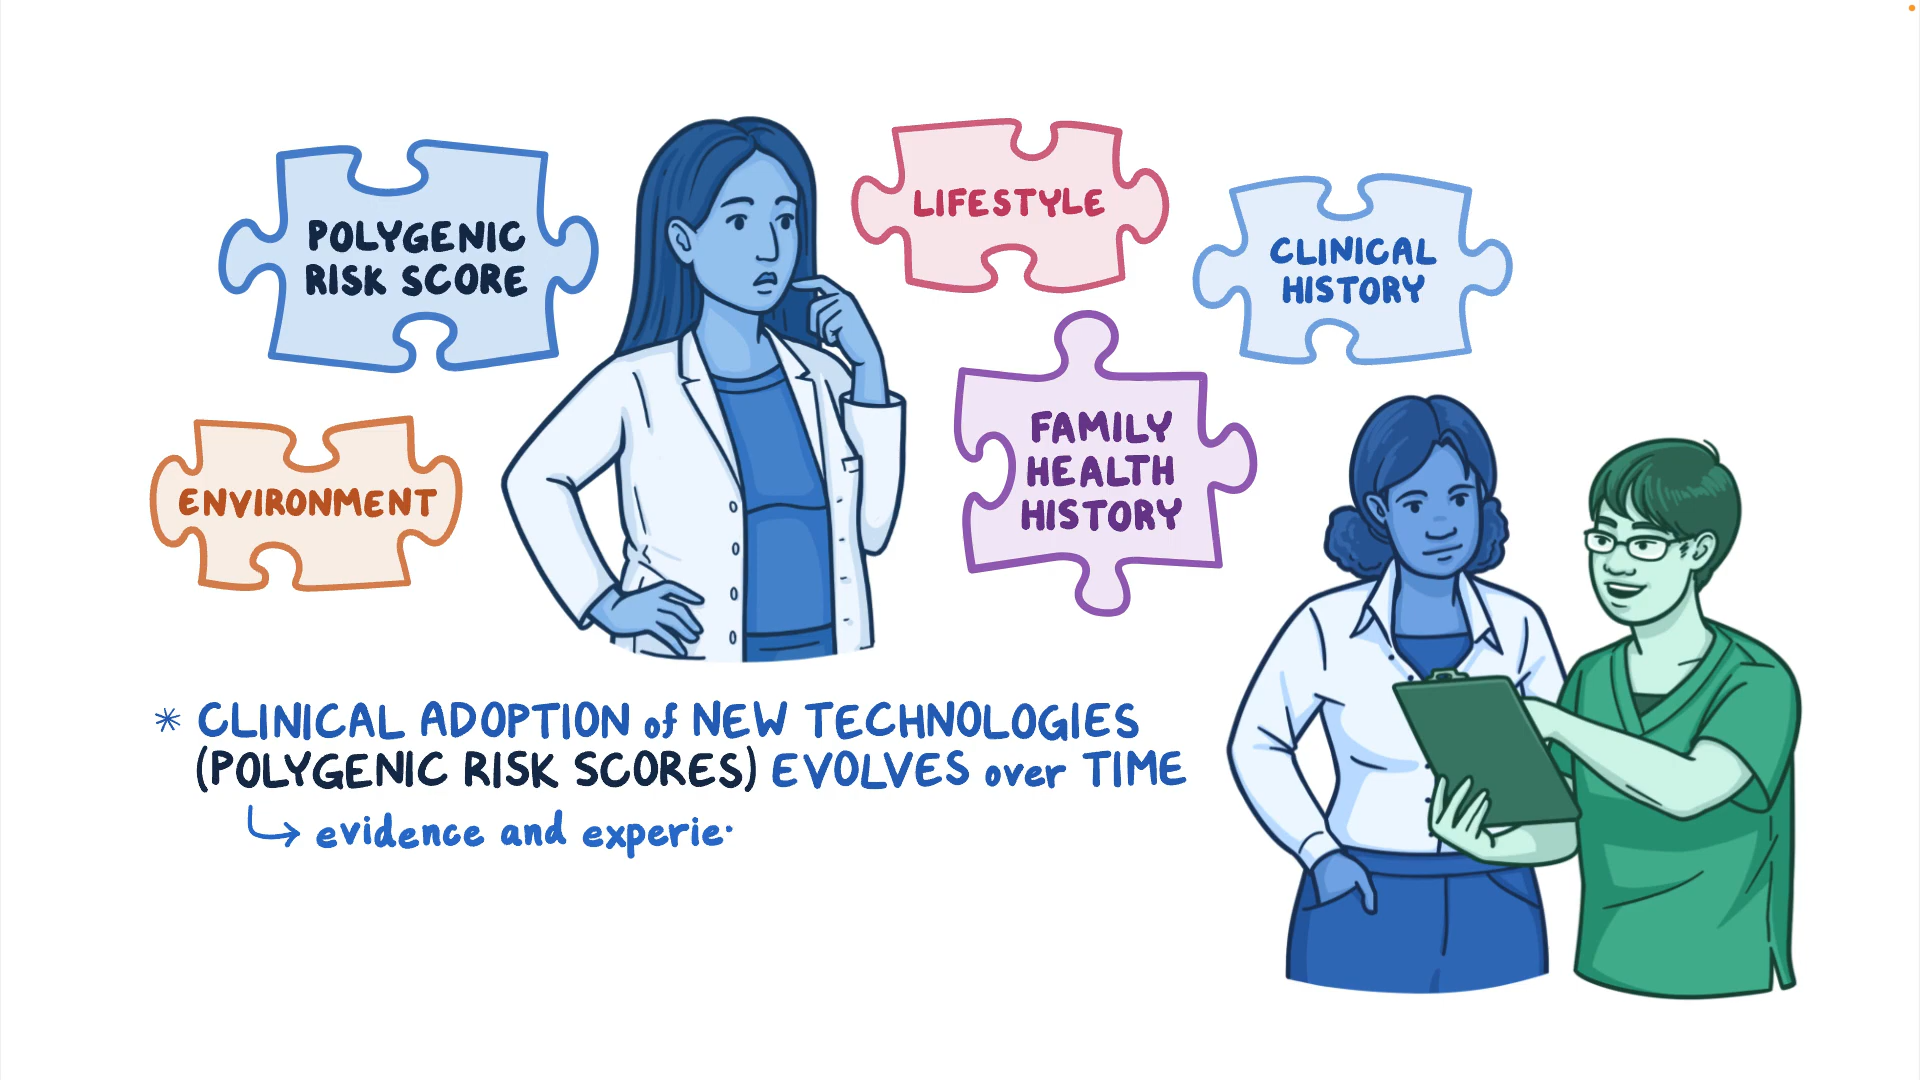 POLYGENIC
RISK SCORE
LIFESTYLE
CLINICAL
HISTORY
ENVIRONMENT
FAMILY
HEALTH
HISTORY
* CLINICAL ADOPTION of NEW TECHNOLOGIES
(POLYGENIC RISK SCORES) EVOLVES over TIME
evidence and experie